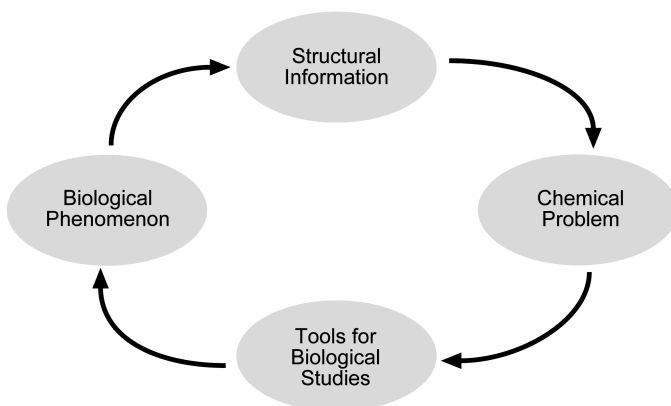 Structural
Information
Biological
Phenomenon
Chemical
Problem
Tools for
Biological
Studies